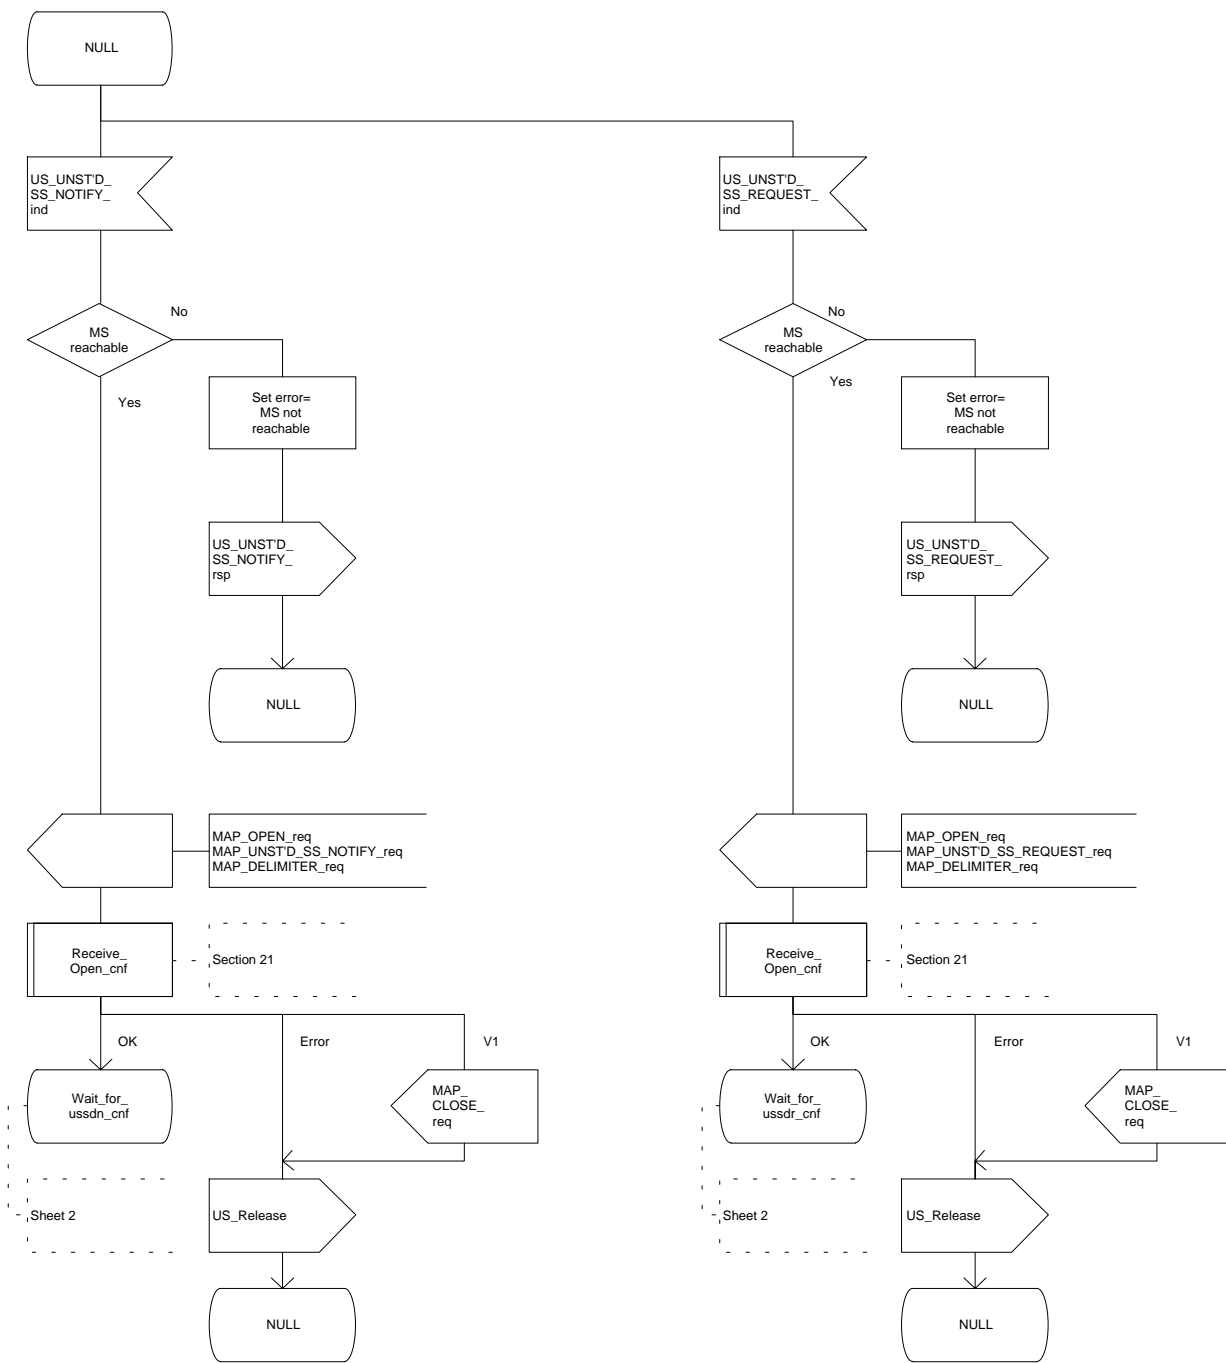 NULL
US_UNST'D_
SS_NOTIFY_
ind
US_UNST'D_
SS_REQUEST_
ind
MS
reachable
No
Yes
Set error=
MS not
reachable
US_UNST'D_
SS_NOTIFY_
rsp
NULL
MS
reachable
No
Yes
Set error=
MS not
reachable
US_UNST'D_
SS_REQUEST_
rsp
NULL
MAP_OPEN_req
MAP_UNST'D_SS_NOTIFY_req
MAP_DELIMITER_req
Receive_
Open_cnf
Section 21
OK
Error
V1
Wait_for_
ussdn_cnf
MAP_
CLOSE_
req
Sheet 2
US_Release
NULL
MAP_OPEN_req
MAP_UNST'D_SS_REQUEST_req
MAP_DELIMITER_req
Receive_
Open_cnf
Section 21
OK
Error
V1
Wait_for_
ussdr_cnf
MAP_
CLOSE_
req
Sheet 2
US_Release
NULL